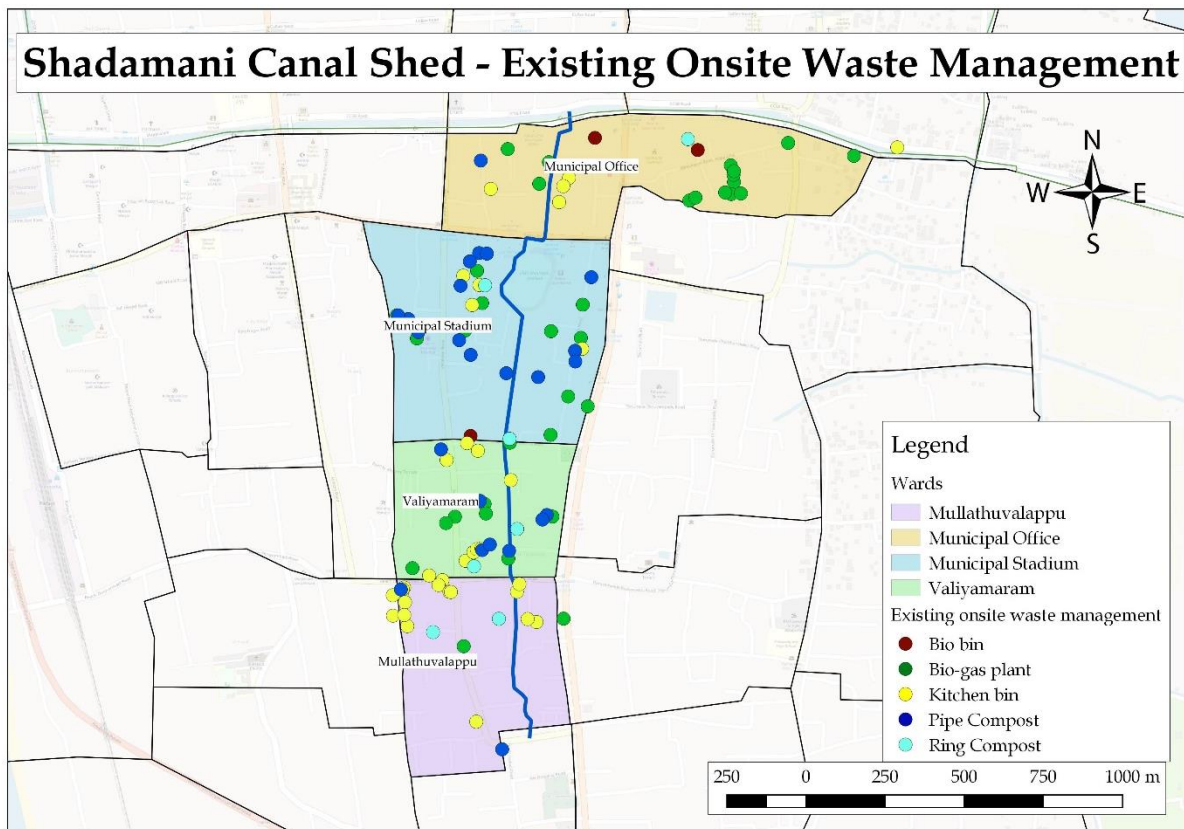 Shadamani Canal Shed - Existing Onsite Waste Management
N
W
E
S
Municipal Office
Municipal Stadium
Valiyamaram
Mullathuvalappu
Legend
Wards
Mullathuvalappu
Municipal Office
Municipal Stadium
Valiyamaram
Existing onsite waste management
Bio bin
Bio-gas plant
Kitchen bin
Pipe Compost
Ring Compost
250 0 250 500 750 1000 m